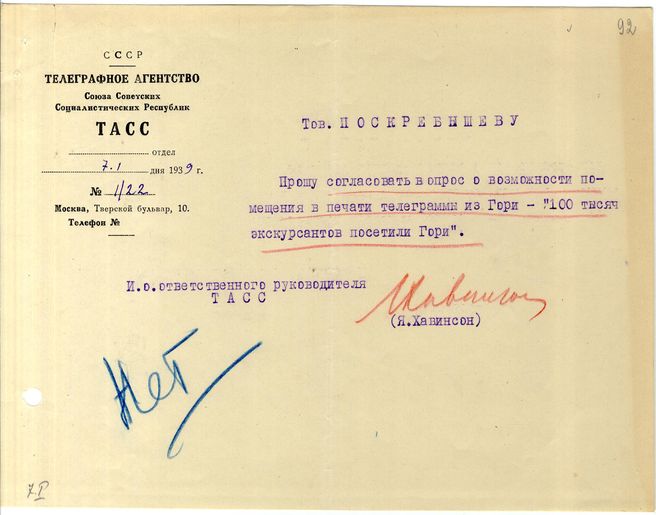 92
СССР
ТЕЛЕГРАФНОЕ АГЕНТСТВО
Союза Советских
Социалистических Республик
ТАСС
отдел
7.I дня 1939 г.
№ 1/22
Москва, Тверской бульвар, 10.
Телефон №
Тов. ПОСКРЕБЫШЕВУ
Прошу согласовать вопрос о возможности по-
мещения в печати телеграммы из Гори - "100 тысяч
экскурсантов посетили Гори".
И.о.ответственного руководителя
ТАСС
Я Хавинсон
(Я.Хавинсон)
Нет
7.I